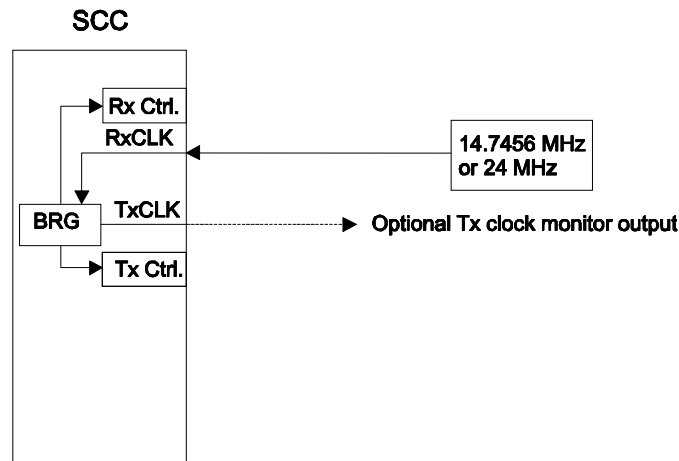 SCC
Rx Ctrl.
RxCLK
14.7456 MHz
or 24 MHz
BRG
TxCLK
Optional Tx clock monitor output
Tx Ctrl.